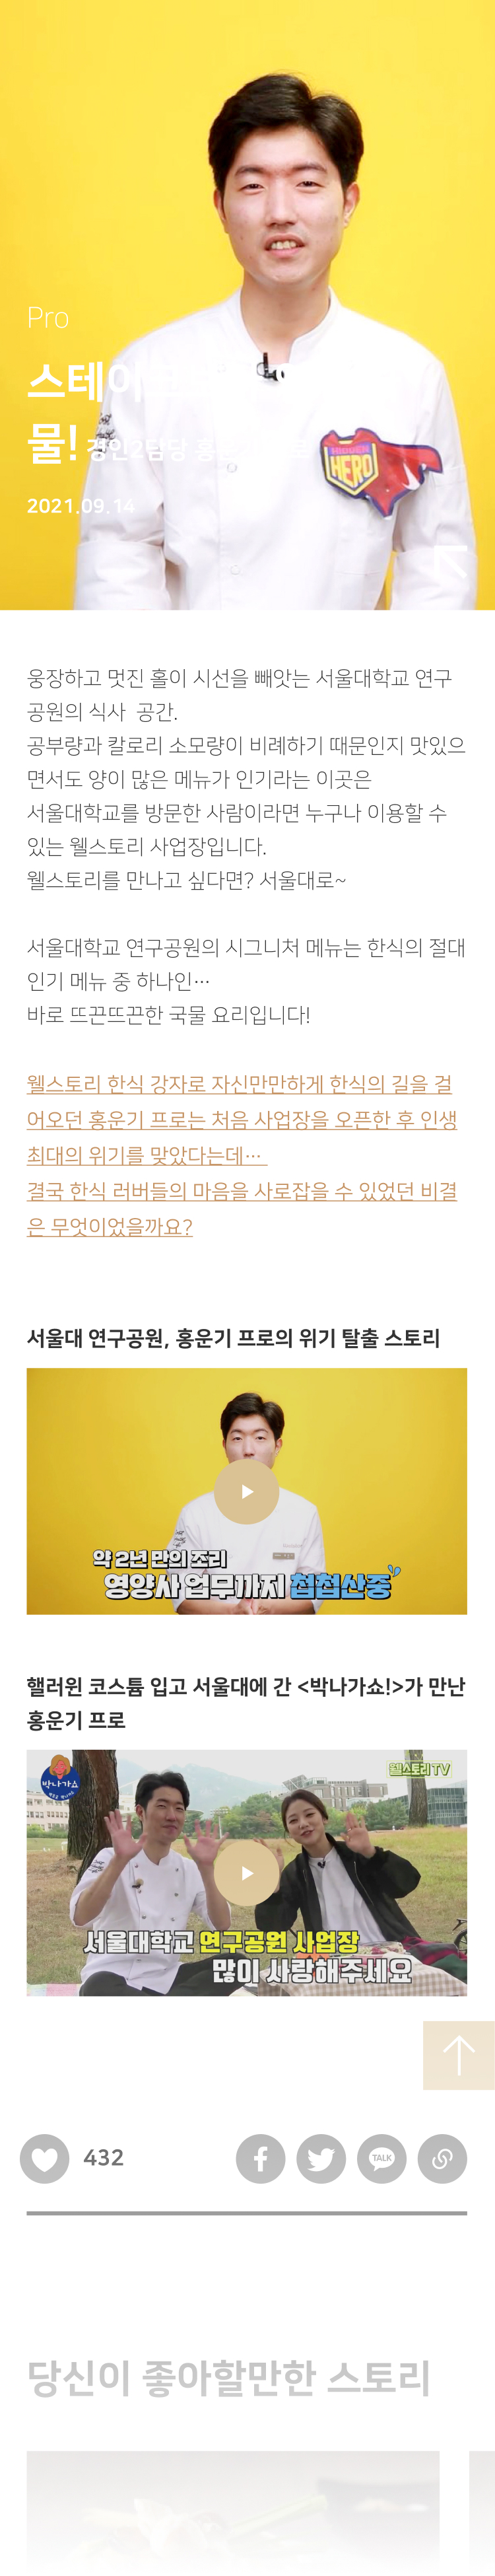 Pro
물! 경인2담당
2021.09.14
HIDDEN
HERO
웅장하고 멋진 홀이 시선을 빼앗는 서울대학교 연구
공원의 식사  공간.
공부량과 칼로리 소모량이 비례하기 때문인지 맛있으
면서도 양이 많은 메뉴가 인기라는 이곳은
서울대학교를 방문한 사람이라면 누구나 이용할 수
있는 웰스토리 사업장입니다.
웰스토리를 만나고 싶다면? 서울대로~
서울대학교 연구공원의 시그니처 메뉴는 한식의 절대
인기 메뉴 중 하나인…
바로 뜨끈뜨끈한 국물 요리입니다!
웰스토리 한식 강자로 자신만만하게 한식의 길을 걸
어오던 홍운기 프로는 처음 사업장을 오픈한 후 인생
최대의 위기를 맞았다는데…
결국 한식 러버들의 마음을 사로잡을 수 있었던 비결
은 무엇이었을까요?
서울대 연구공원, 홍운기 프로의 위기 탈출 스토리
약 2년 만의 조리
영양사 업무까지 첩첩산중
핼러윈 코스튬 입고 서울대에 간 <박나가쇼!>가 만난
홍운기 프로
박나가쇼
웰스토리TV
서울대학교 연구공원 사업장
많이 사랑해주세요
432
TALK
당신이 좋아할만한 스토리